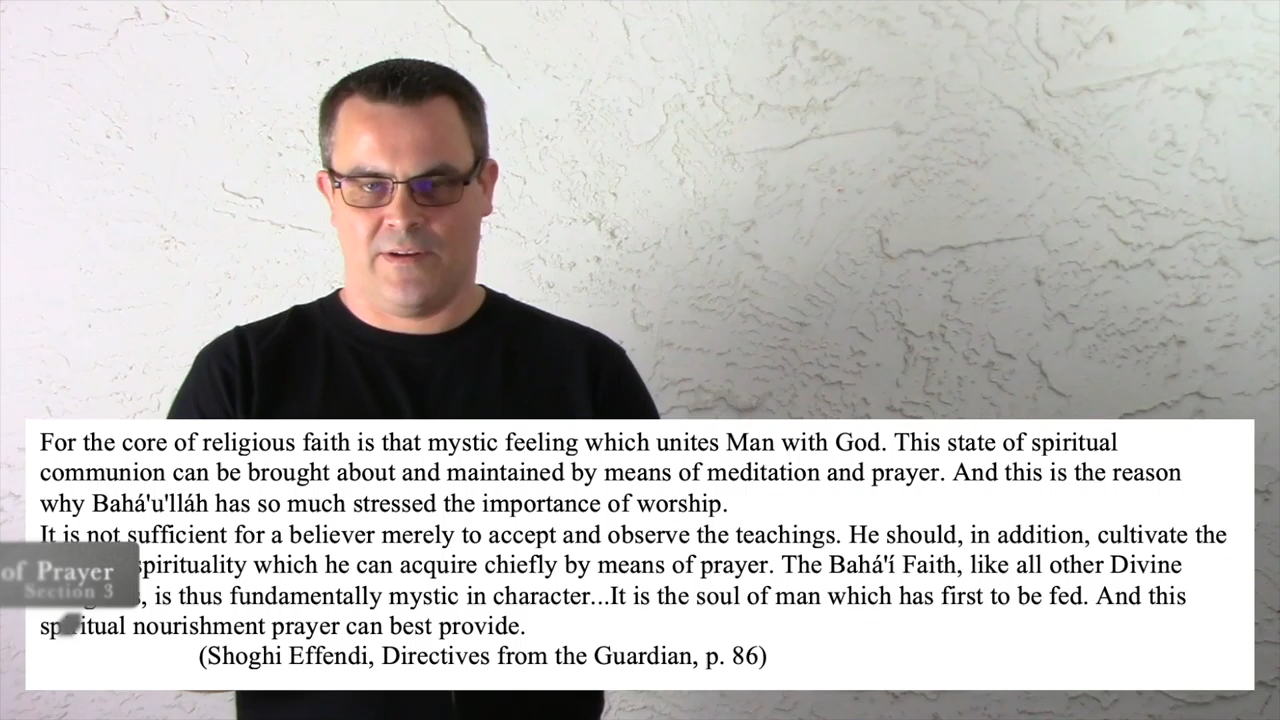 For the core of religious faith is that mystic feeling which unites Man with God. This state of spiritual
communion can be brought about and maintained by means of meditation and prayer. And this is the reason
why Bahá'u'lláh has so much stressed the importance of worship.
It is not sufficient for a believer merely to accept and observe the teachings. He should, in addition, cultivate the
spirituality which he can acquire chiefly by means of prayer. The Bahá'í Faith, like all other Divine
, is thus fundamentally mystic in character...It is the soul of man which has first to be fed. And this
spiritual nourishment prayer can best provide.
(Shoghi Effendi, Directives from the Guardian, p. 86)
of Prayer
Section 3